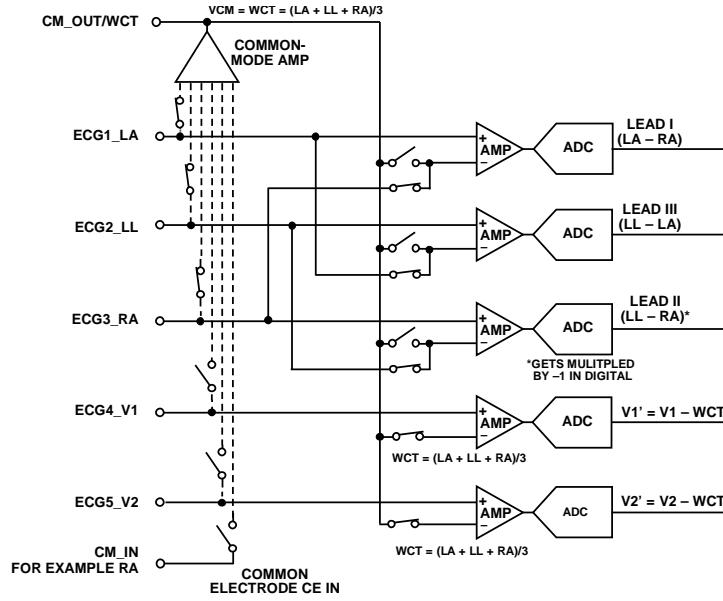 CM_OUT/WCT
VCM = WCT = (LA + LL + RA)/3
COMMON-
MODE AMP
ECG1_LA
+
AMP
–
ADC
LEAD I
(LA – RA)
ECG2_LL
+
AMP
–
ADC
LEAD III
(LL – LA)
ECG3_RA
+
AMP
–
ADC
LEAD II
(LL – RA)*
*GETS MULITPLED
BY –1 IN DIGITAL
ECG4_V1
+
AMP
–
ADC
V1' = V1 – WCT
WCT = (LA + LL + RA)/3
ECG5_V2
+
AMP
–
ADC
V2' = V2 – WCT
WCT = (LA + LL + RA)/3
CM_IN
FOR EXAMPLE RA
COMMON
ELECTRODE CE IN